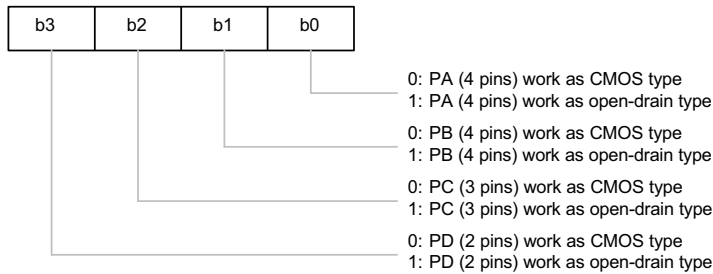 b3 b2 b1 b0
0: PA (4 pins) work as CMOS type
1: PA (4 pins) work as open-drain type
0: PB (4 pins) work as CMOS type
1: PB (4 pins) work as open-drain type
0: PC (3 pins) work as CMOS type
1: PC (3 pins) work as open-drain type
0: PD (2 pins) work as CMOS type
1: PD (2 pins) work as open-drain type